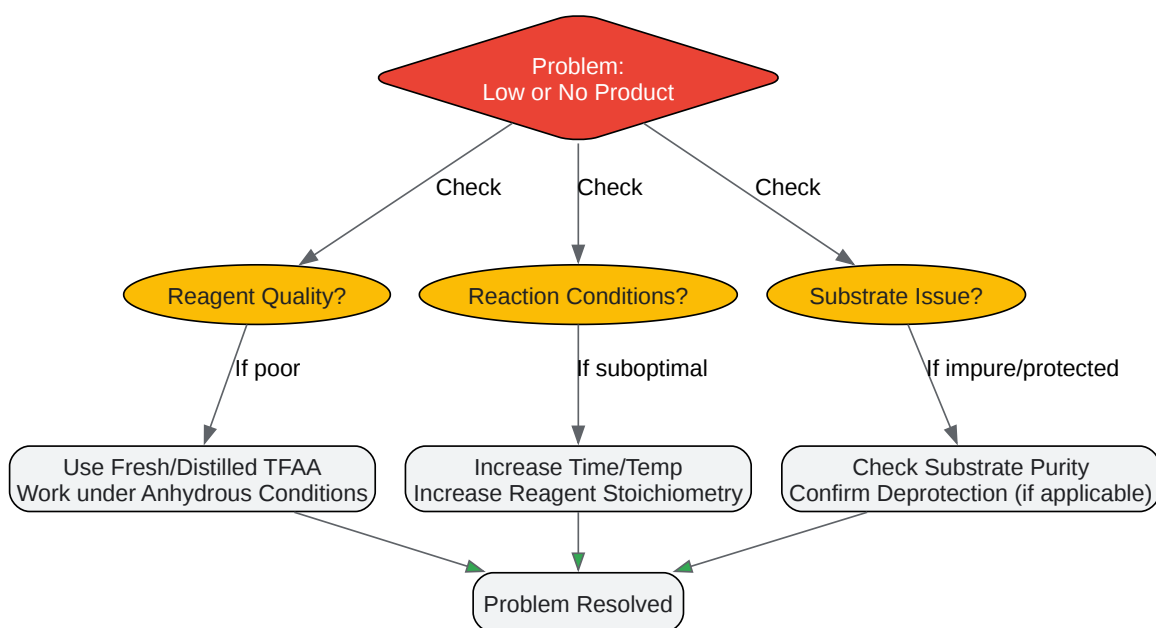 Problem:
Low or No Product
Check
Check
Check
Reagent Quality?
Reaction Conditions?
Substrate Issue?
If poor
If suboptimal
If impure/protected
Use Fresh/Distilled TFAA
Work under Anhydrous Conditions
Increase Time/Temp
Increase Reagent Stoichiometry
Check Substrate Purity
Confirm Deprotection (if applicable)
Problem Resolved